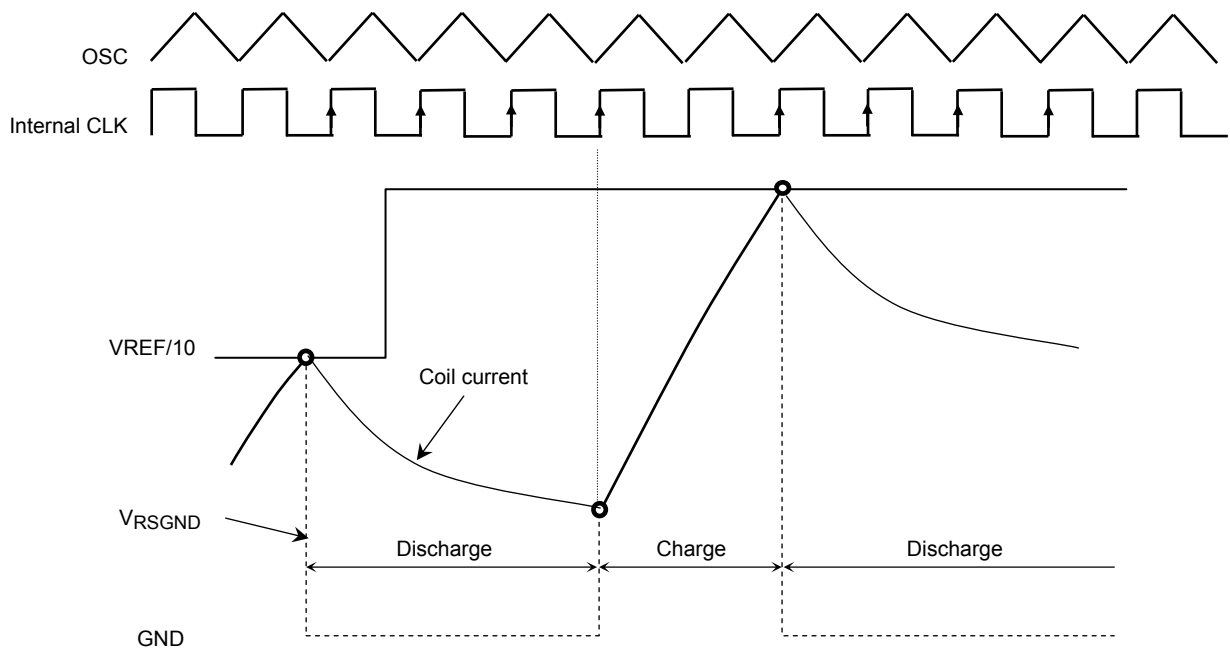 OSC
Internal CLK
VREF/10
Coil current
VRSGND
Discharge
Charge
Discharge
GND